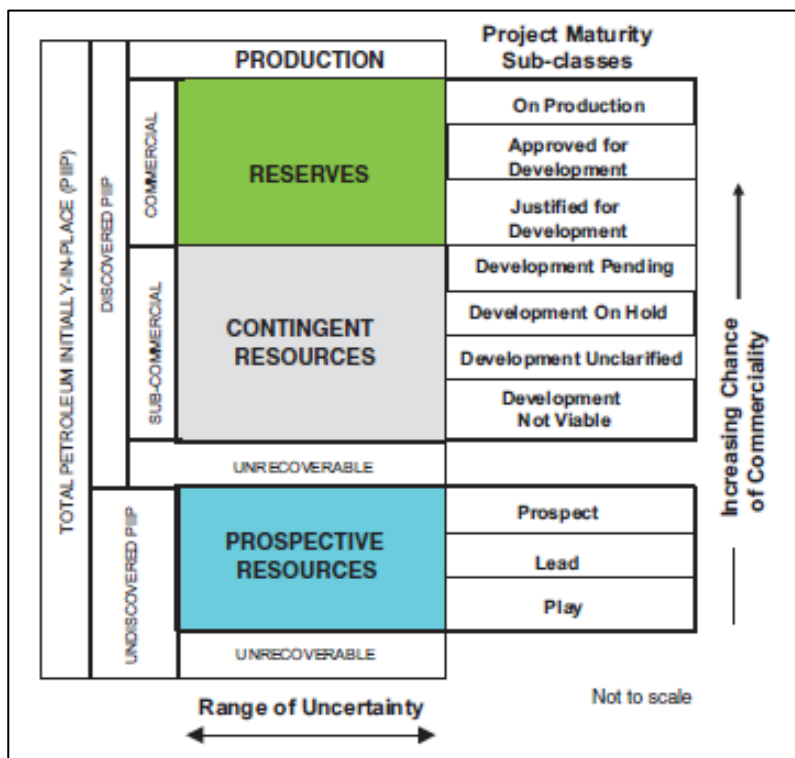 Project Maturity
Sub-classes
PRODUCTION
On Production
Approved for
Development
Justified for
Development
RESERVES
Development Pending
Development On Hold
Development Unclarified
Development
Not Viable
CONTINGENT
RESOURCES
UNRECOVERABLE
Prospect
Lead
Play
PROSPECTIVE
RESOURCES
UNRECOVERABLE
TOTAL PETROLEUM INITIALLY-IN-PLACE (PIIP)
DISCOVERED PIIP
UNDISCOVERED PIIP
COMMERCIAL
SUB-COMMERCIAL
Increasing Chance
of Commerciality
Range of Uncertainty
Not to scale